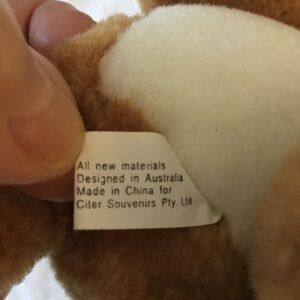 All new materials
Designed in Australia
Made in China for
Citer Souvenirs Pty. Ltd.